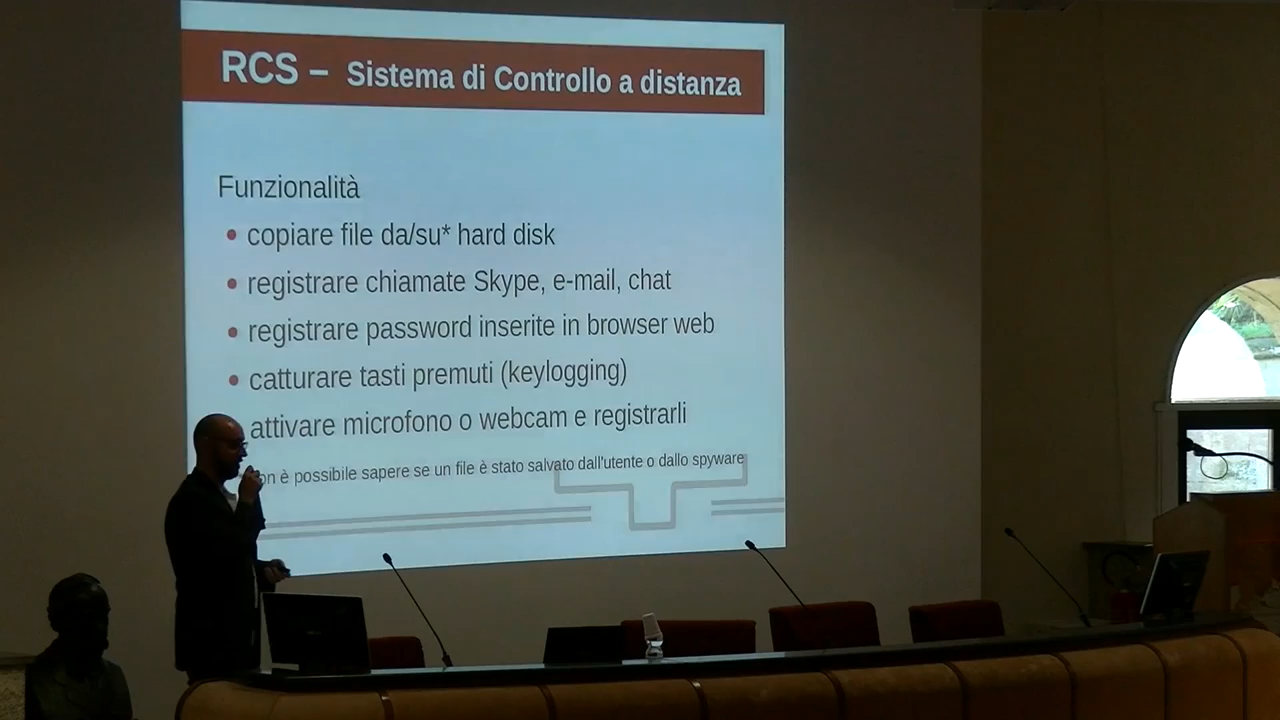 RCS – Sistema di Controllo a distanza
Funzionalità
• copiare file da/su* hard disk
• registrare chiamate Skype, e-mail, chat
• registrare password inserite in browser web
• catturare tasti premuti (keylogging)
attivare microfono o webcam e registrarli
è possibile sapere se un file è stato salvato dall'utente o dallo spyware